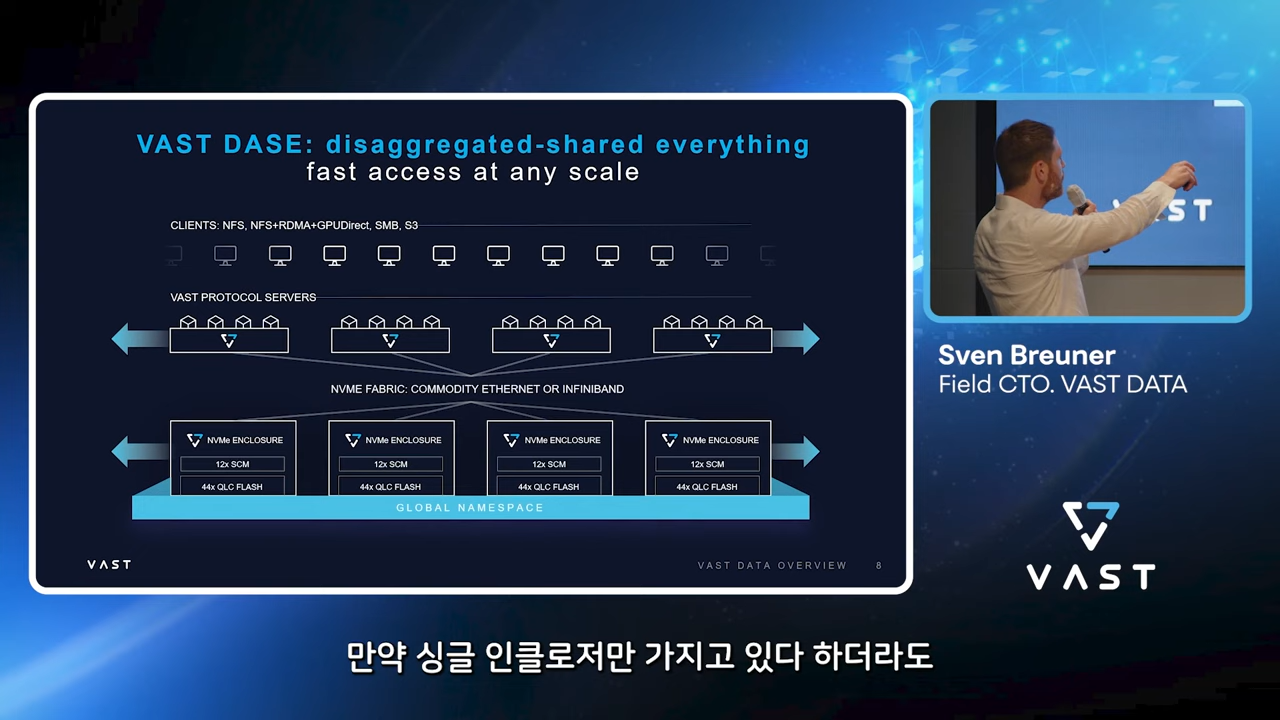 VAST DASE: disaggregated-shared everything
fast access at any scale
CLIENTS: NFS, NFS+RDMA+GPUDirect, SMB, S3
VAST PROTOCOL SERVERS
NVME FABRIC: COMMODITY ETHERNET OR INFINIBAND
NVMe ENCLOSURE
12x SCM
44x QLC FLASH
NVMe ENCLOSURE
12x SCM
44x QLC FLASH
NVMe ENCLOSURE
12x SCM
44x QLC FLASH
NVMe ENCLOSURE
12x SCM
44x QLC FLASH
GLOBAL NAMESPACE
VAST
VAST DATA OVERVIEW 8
VAST
Sven Breuner
Field CTO. VAST DATA
VAST
만약 싱글 인클로저만 가지고 있다 하더라도